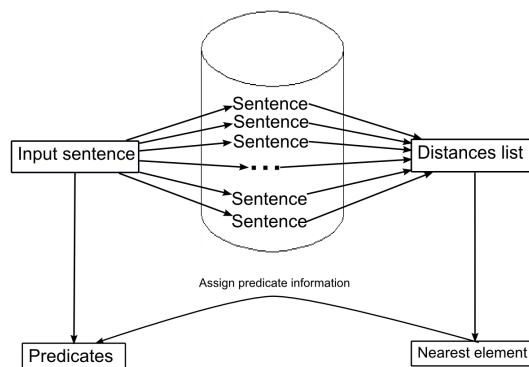 Sentence
Sentence
Sentence
Input sentence
...
Distances list
Sentence
Sentence
Assign predicate information
Predicates
Nearest element